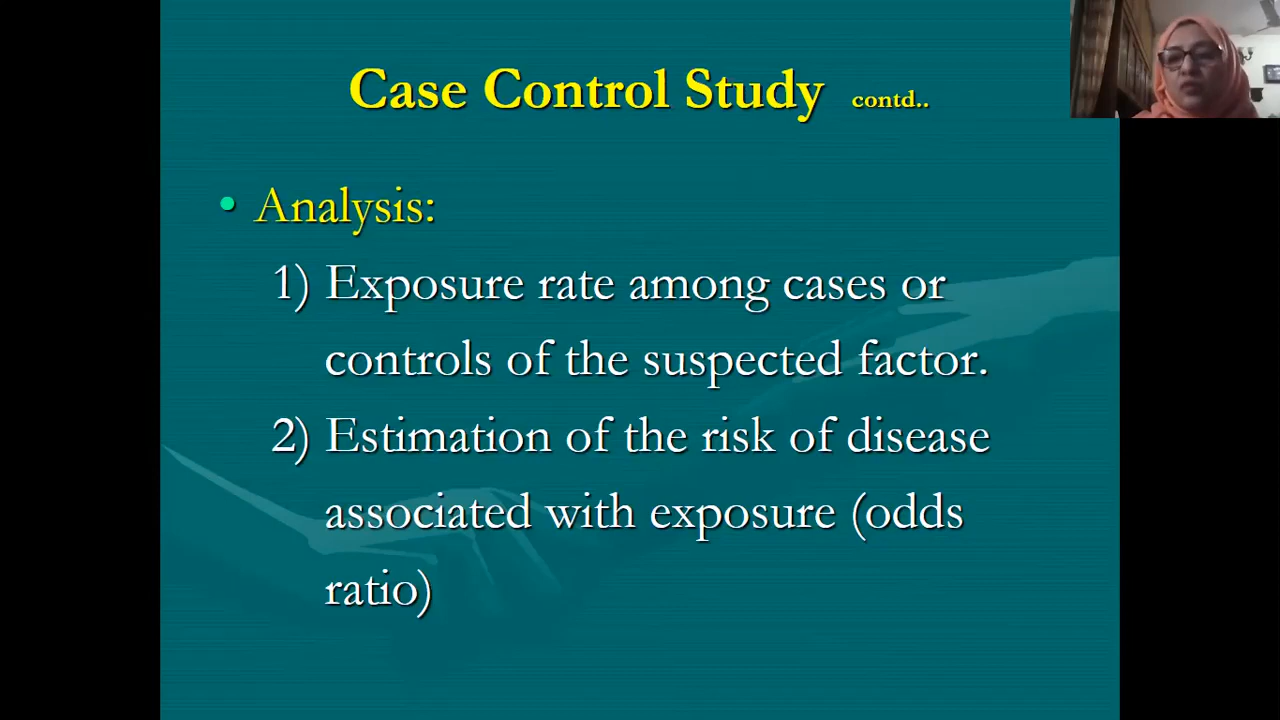 Case Control Study contd..
• Analysis:
1) Exposure rate among cases or
controls of the suspected factor.
2) Estimation of the risk of disease
associated with exposure (odds
ratio)